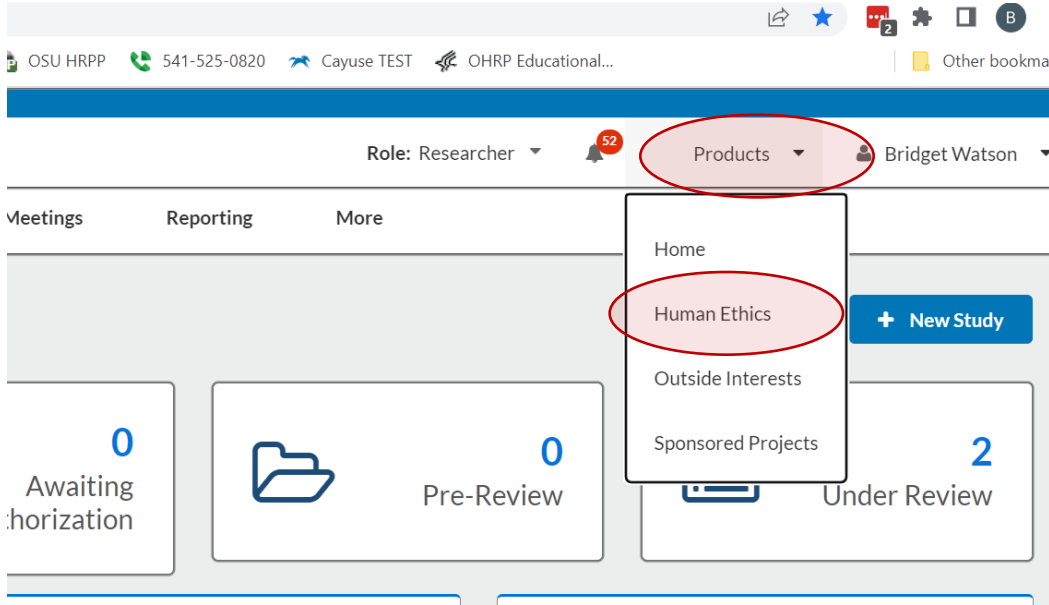 2
B
OSU HRPP 541-525-0820 Cayuse TEST OHRP Educational... Other bookma
Role: Researcher 52 Products Bridget Watson
Meetings Reporting More
Home
Human Ethics
+ New Study
Outside Interests
Sponsored Projects
0
Awaiting
thorization
0
Pre-Review
2
Under Review